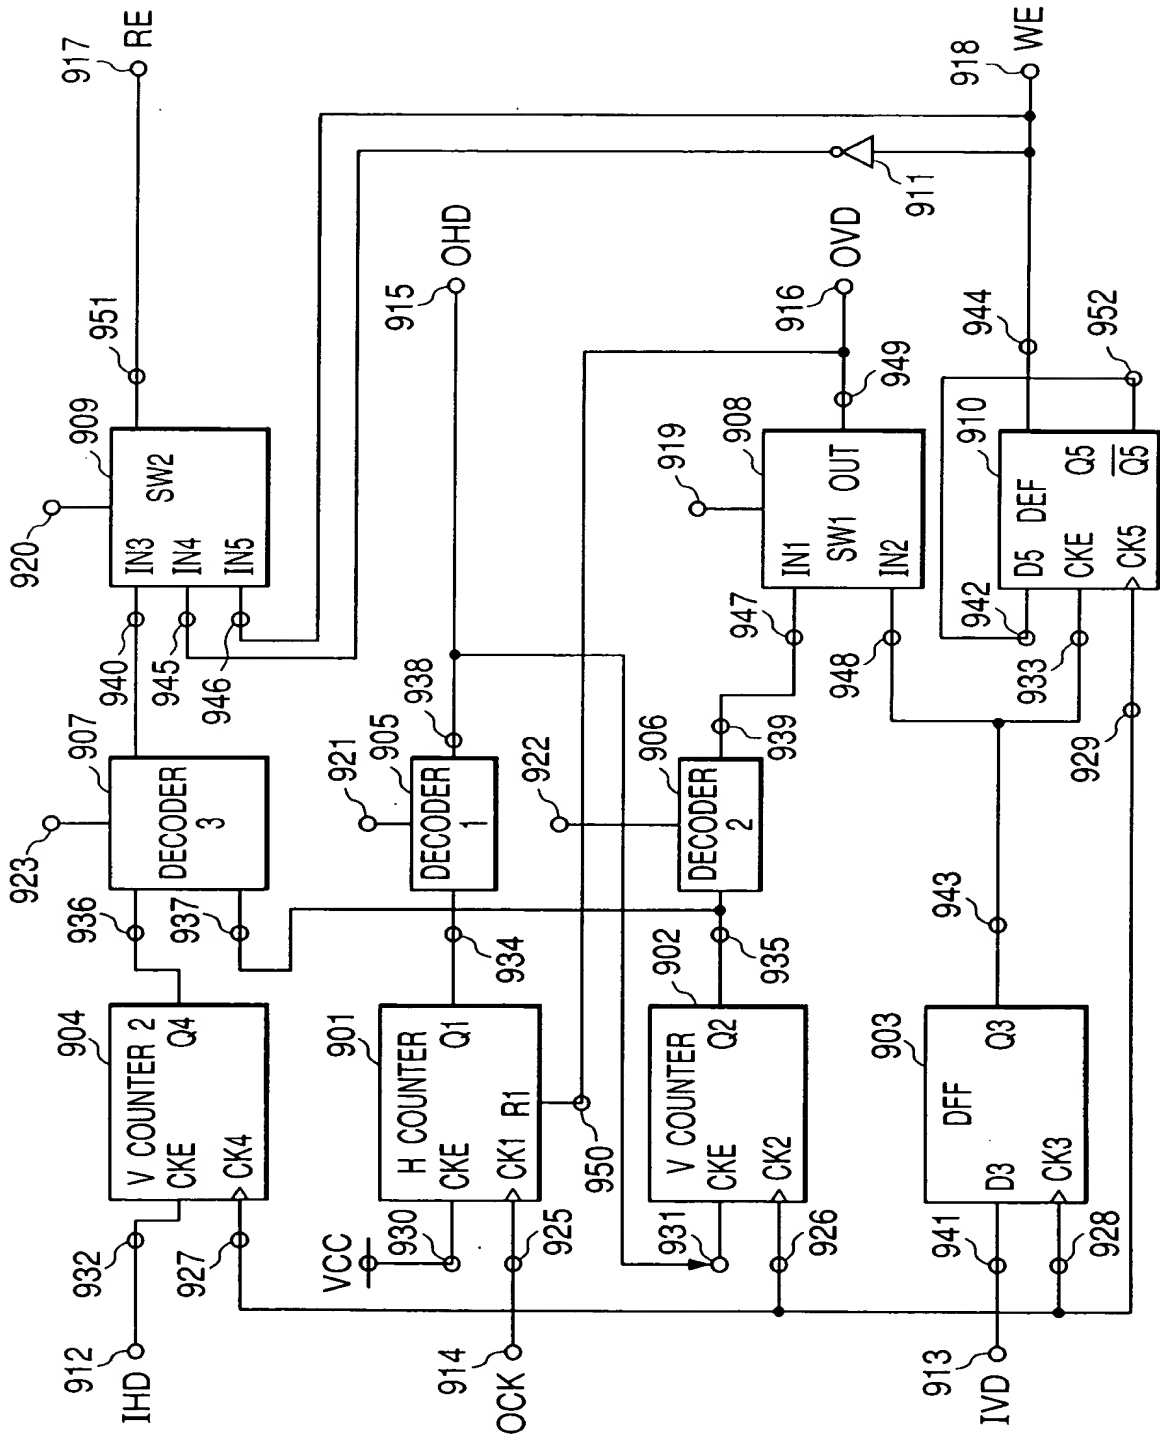 IHD
912
932
927
904
V COUNTER 2
CKE
Q4
CK4
936
937
923
907
DECODER
3
940
945
946
920
909
IN3
SW2
IN4
IN5
951
917
RE
VCC
930
OCK
914
925
901
H COUNTER
CKE
Q1
CK1
R1
950
934
921
905
DECODER
1
938
915
OHD
931
926
902
V COUNTER
CKE
Q2
CK2
935
922
906
DECODER
2
939
947
948
919
908
IN1
SW1
OUT
IN2
949
916
OVD
911
IVD
913
941
928
903
DFF
D3
Q3
CK3
943
942
933
929
910
D5
DEF
CKE
Q5
CK5
Q5
944
952
918
WE